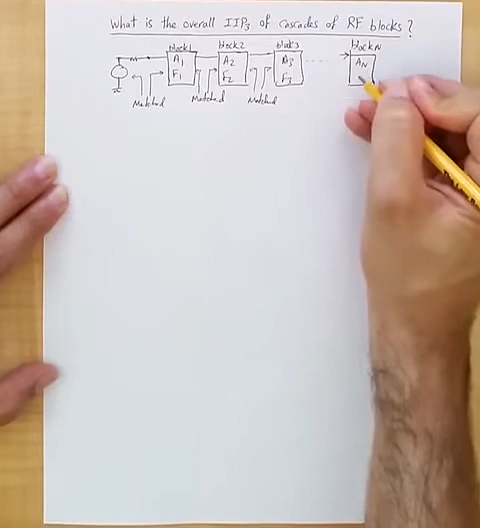 What is the overall IIP3 of cascades of RF blocks?
block1 block2 block3 blockN
A1 A2 A3 AN
F1 F2 F3
Matched Matched Matched